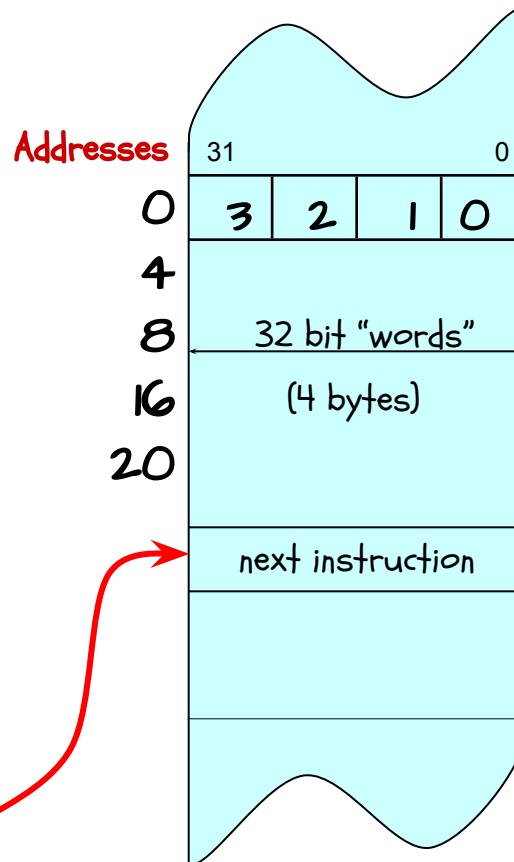 Addresses 31 0
0 3 2 1 0
4
8 32 bit “words”
16 (4 bytes)
20
next instruction